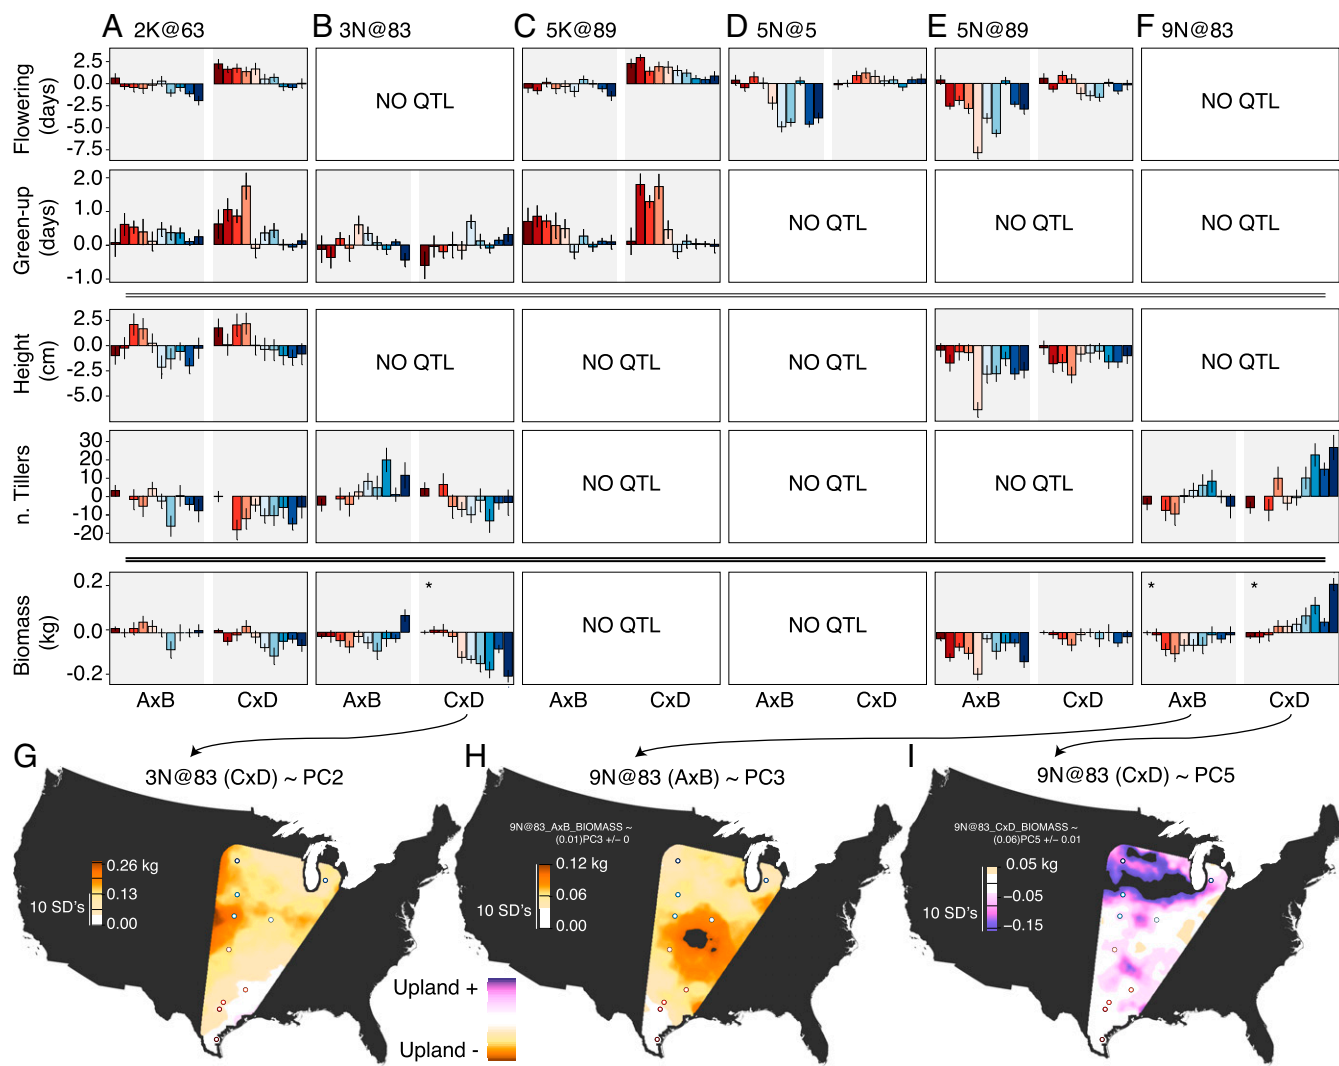 A 2K@63 B 3N@83 C 5K@89 D 5N@5 E 5N@89 F 9N@83
Flowering
(days)
2.5
0.0
-2.5
-5.0
-7.5
NO QTL
NO QTL
Green-up
(days)
2.0
1.0
0.0
-1.0
NO QTL
NO QTL
NO QTL
Height
(cm)
2.5
0.0
-2.5
-5.0
NO QTL
NO QTL
NO QTL
NO QTL
n. Tillers
30
20
10
0
-10
-20
NO QTL
NO QTL
NO QTL
Biomass
(kg)
0.2
0.0
-0.2
*
NO QTL
NO QTL
*
*
AxB CxD AxB CxD AxB CxD AxB CxD AxB CxD AxB CxD
G
3N@83 (CxD) ~ PC2
0.26 kg
0.13
0.00
10 SD's
H
9N@83 (AxB) ~ PC3
9N@83_AxB_BIOMASS ~
(0.01)PC3 +/− 0
0.12 kg
0.06
0.00
10 SD's
I
9N@83 (CxD) ~ PC5
9N@83_CxD_BIOMASS ~
(0.06)PC5 +/− 0.01
0.05 kg
−0.05
−0.15
10 SD's
Upland +
Upland -